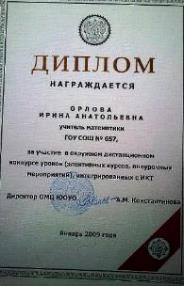 ДИПЛОМ
НАГРАЖДАЕТСЯ
ОРЛОВА
ИРИНА АНАТОЛЬЕВНА
учитель математики
ГОУ СОШ № 657,
за участие в окружном дистанционном
конкурсе уроков (элективных курсов, внеурочных
мероприятий), интегрированных с ИКТ
Директор ОМЦ ЮОУО А.М. Константинова
Январь 2009 года